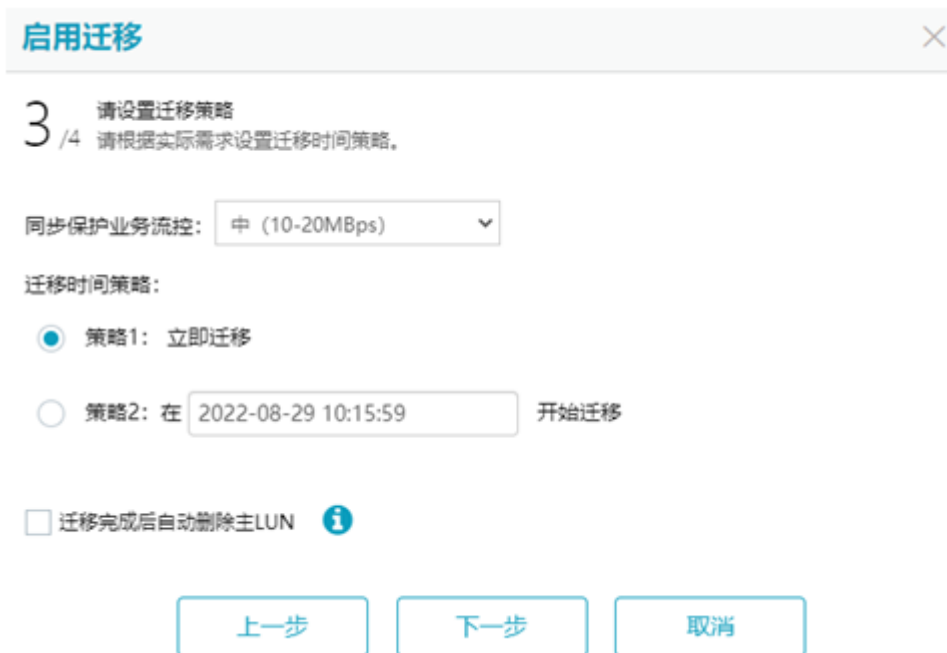 启用迁移
3/4 请设置迁移策略
请根据实际需求设置迁移时间策略。
同步保护业务流控： 中 (10-20MBps)
迁移时间策略：
策略1： 立即迁移
策略2： 在 2022-08-29 10:15:59 开始迁移
迁移完成后自动删除主LUN
上一步 下一步 取消